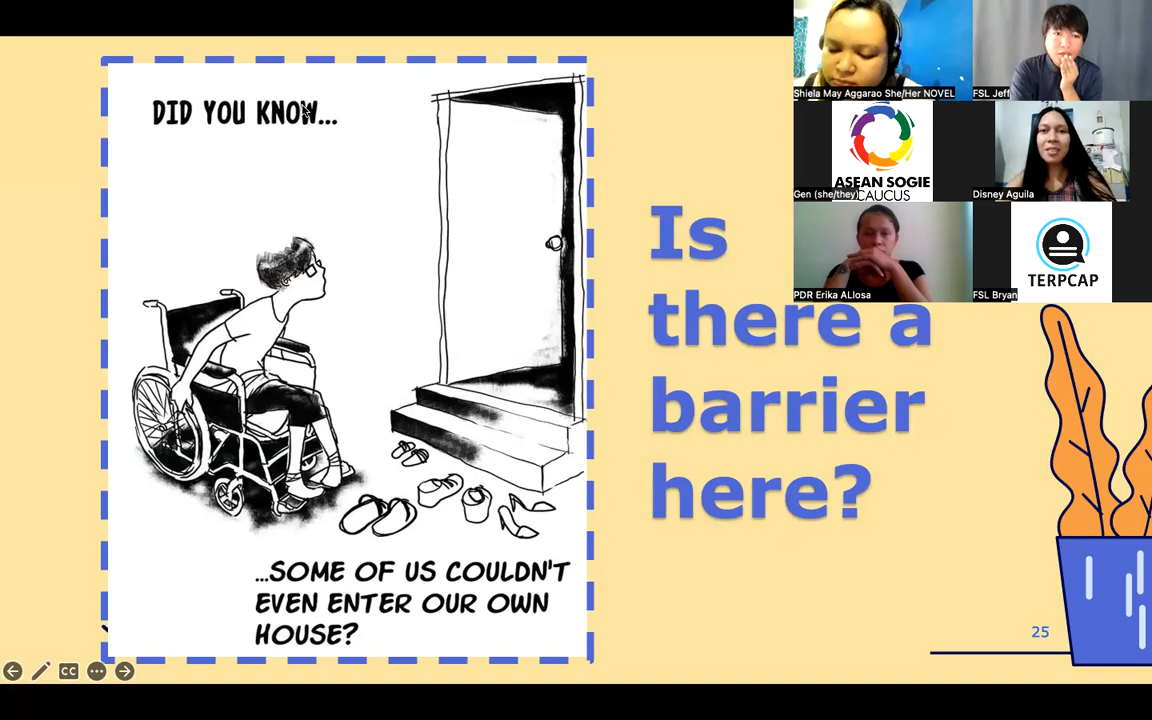 DID YOU KNOW...
...SOME OF US COULDN'T
EVEN ENTER OUR OWN
HOUSE?
Is
there a
barrier
here?
25
CC
Shiela May Aggarao She/Her NOVEL
FSL Jeff
ASEAN SOGIE
CAUCUS
Gen (she/they)
Disney Aguila
PDR Erika ALlosa
TERPCAP
FSL Bryan